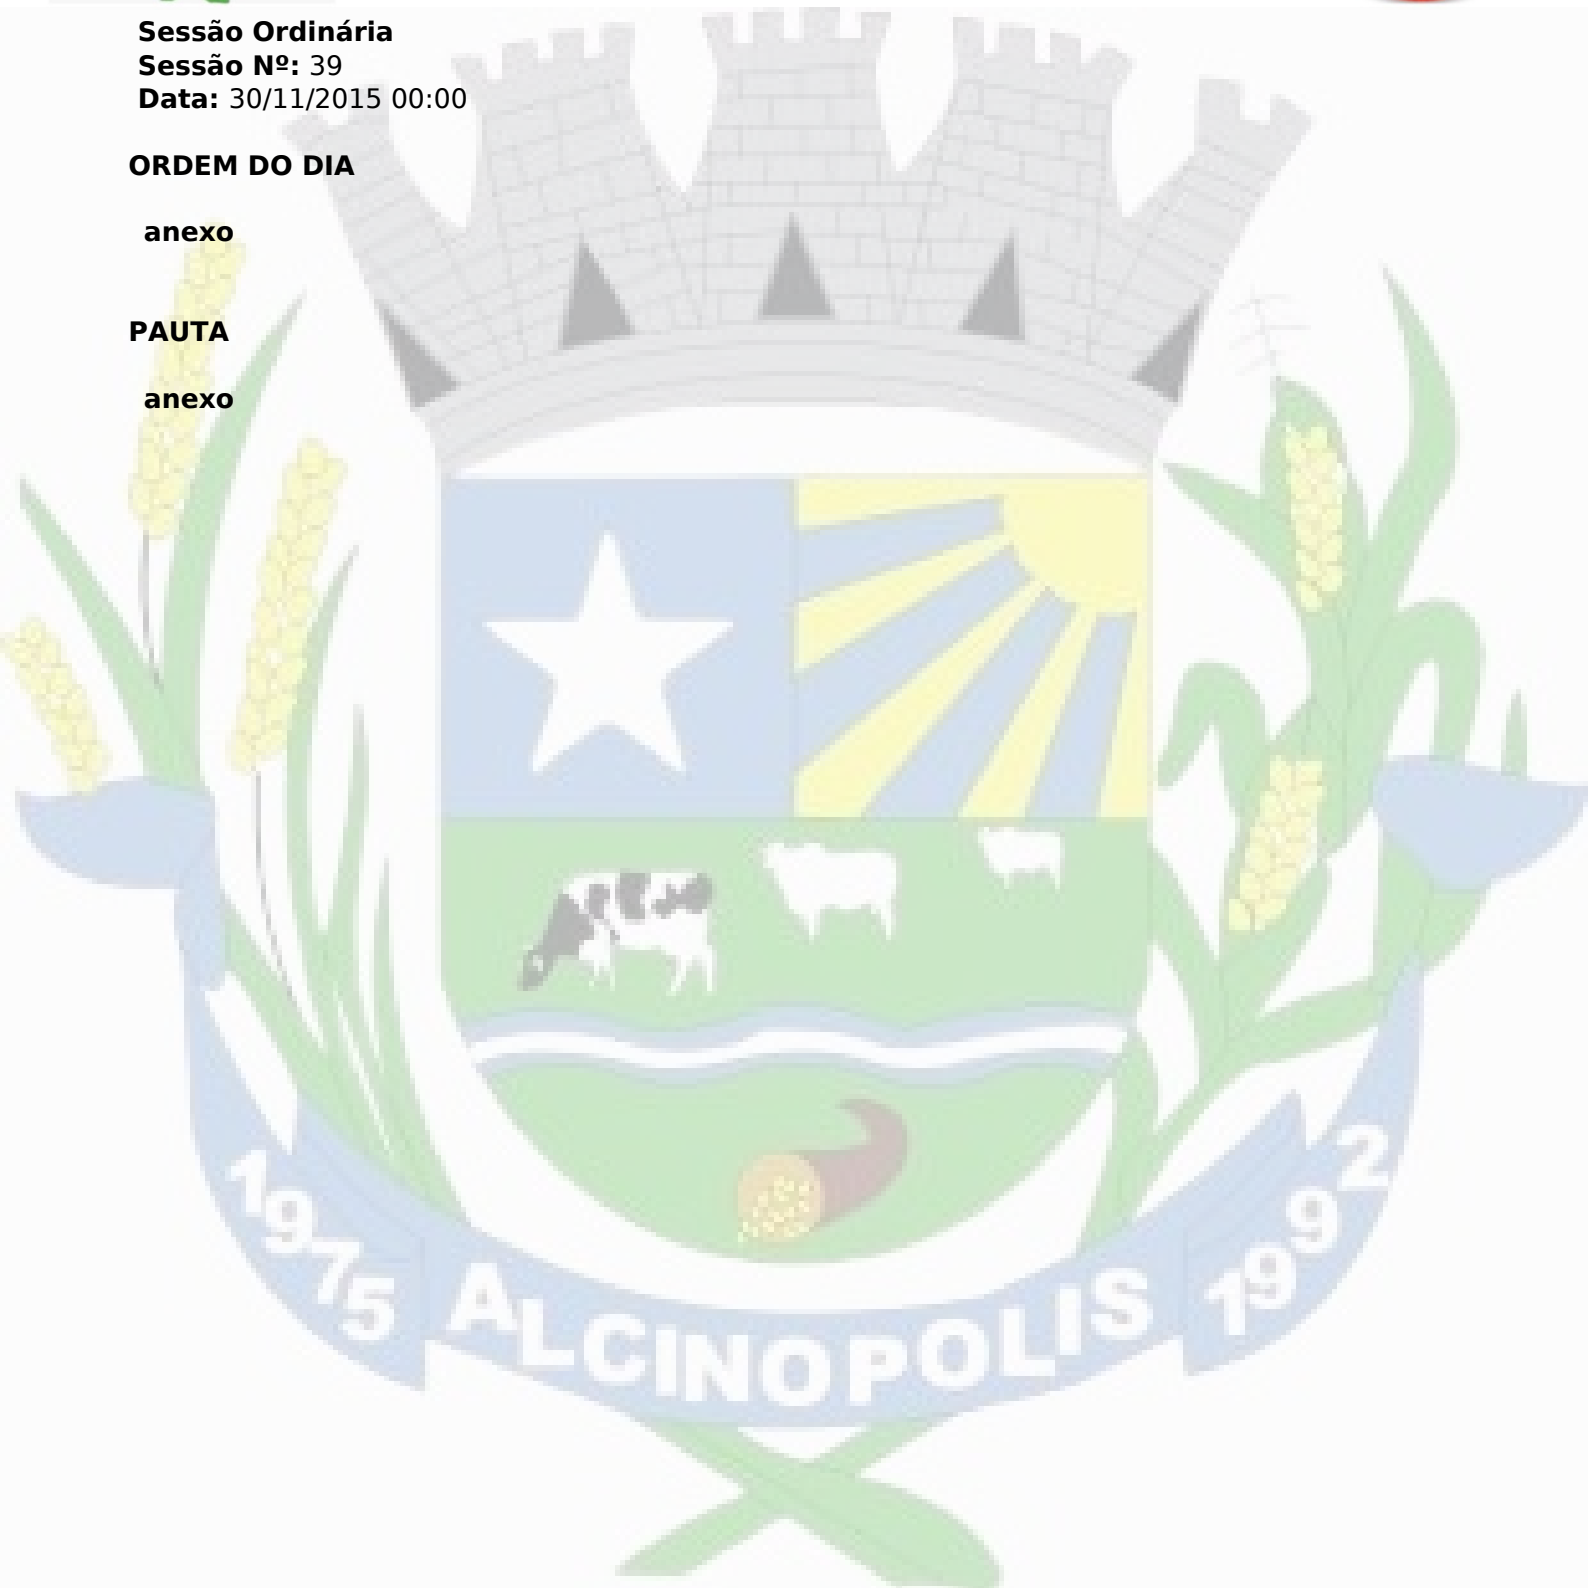 Sessão Ordinária
Sessão Nº: 39
Data: 30/11/2015 00:00
ORDEM DO DIA
anexo
PAUTA
anexo
1975 ALCINOPOLIS 1992